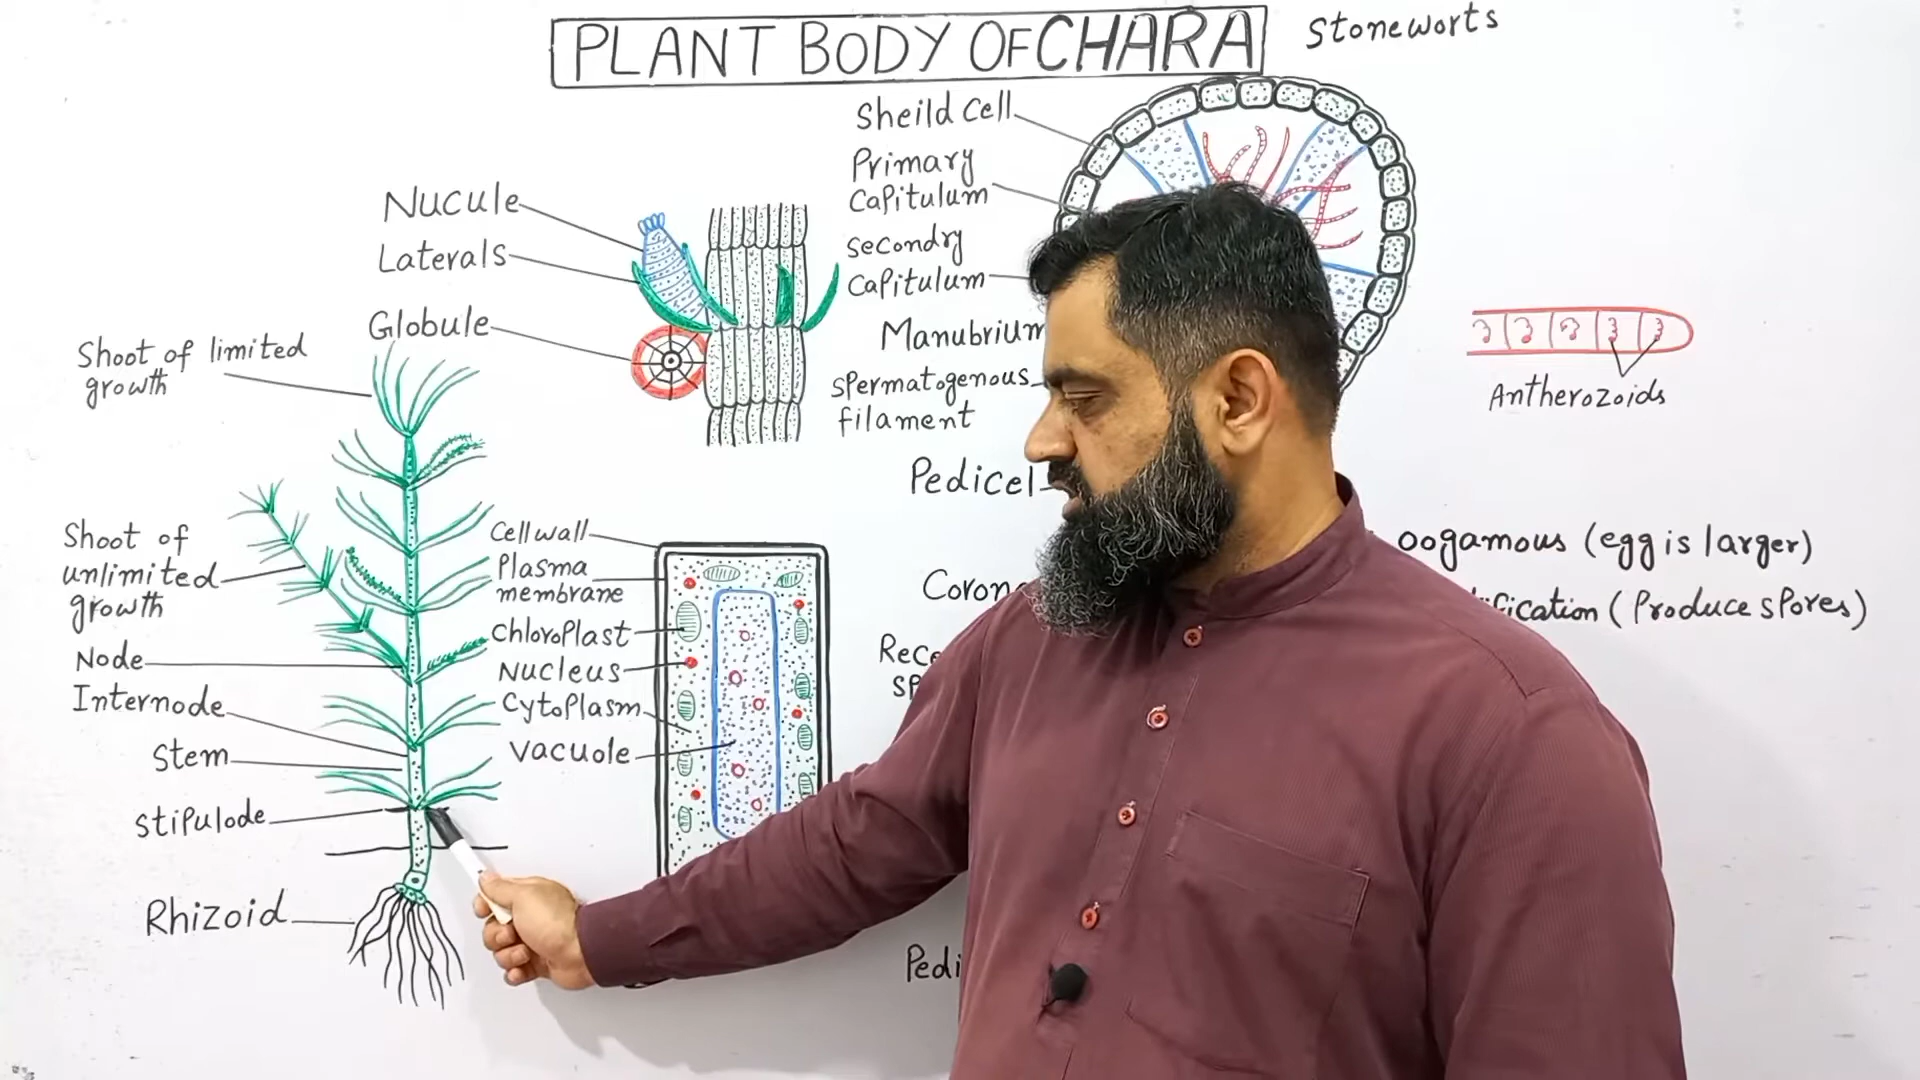 PLANT BODY OF CHARA
Stoneworts
Sheild cell
Primary
Capitulum
Secondry
Capitulum
Manubrium
Spermatogenous
filament
Pedicel
Nucule
Laterals
Globule
Shoot of limited
growth
Shoot of
unlimited
growth
Node
Internode
Stem
Stipulode
Rhizoid
Cell wall
Plasma
membrane
Chloroplast
Nucleus
Cytoplasm
Vacuole
Antherozoids
oogamous (egg is larger)
(Produce spores)